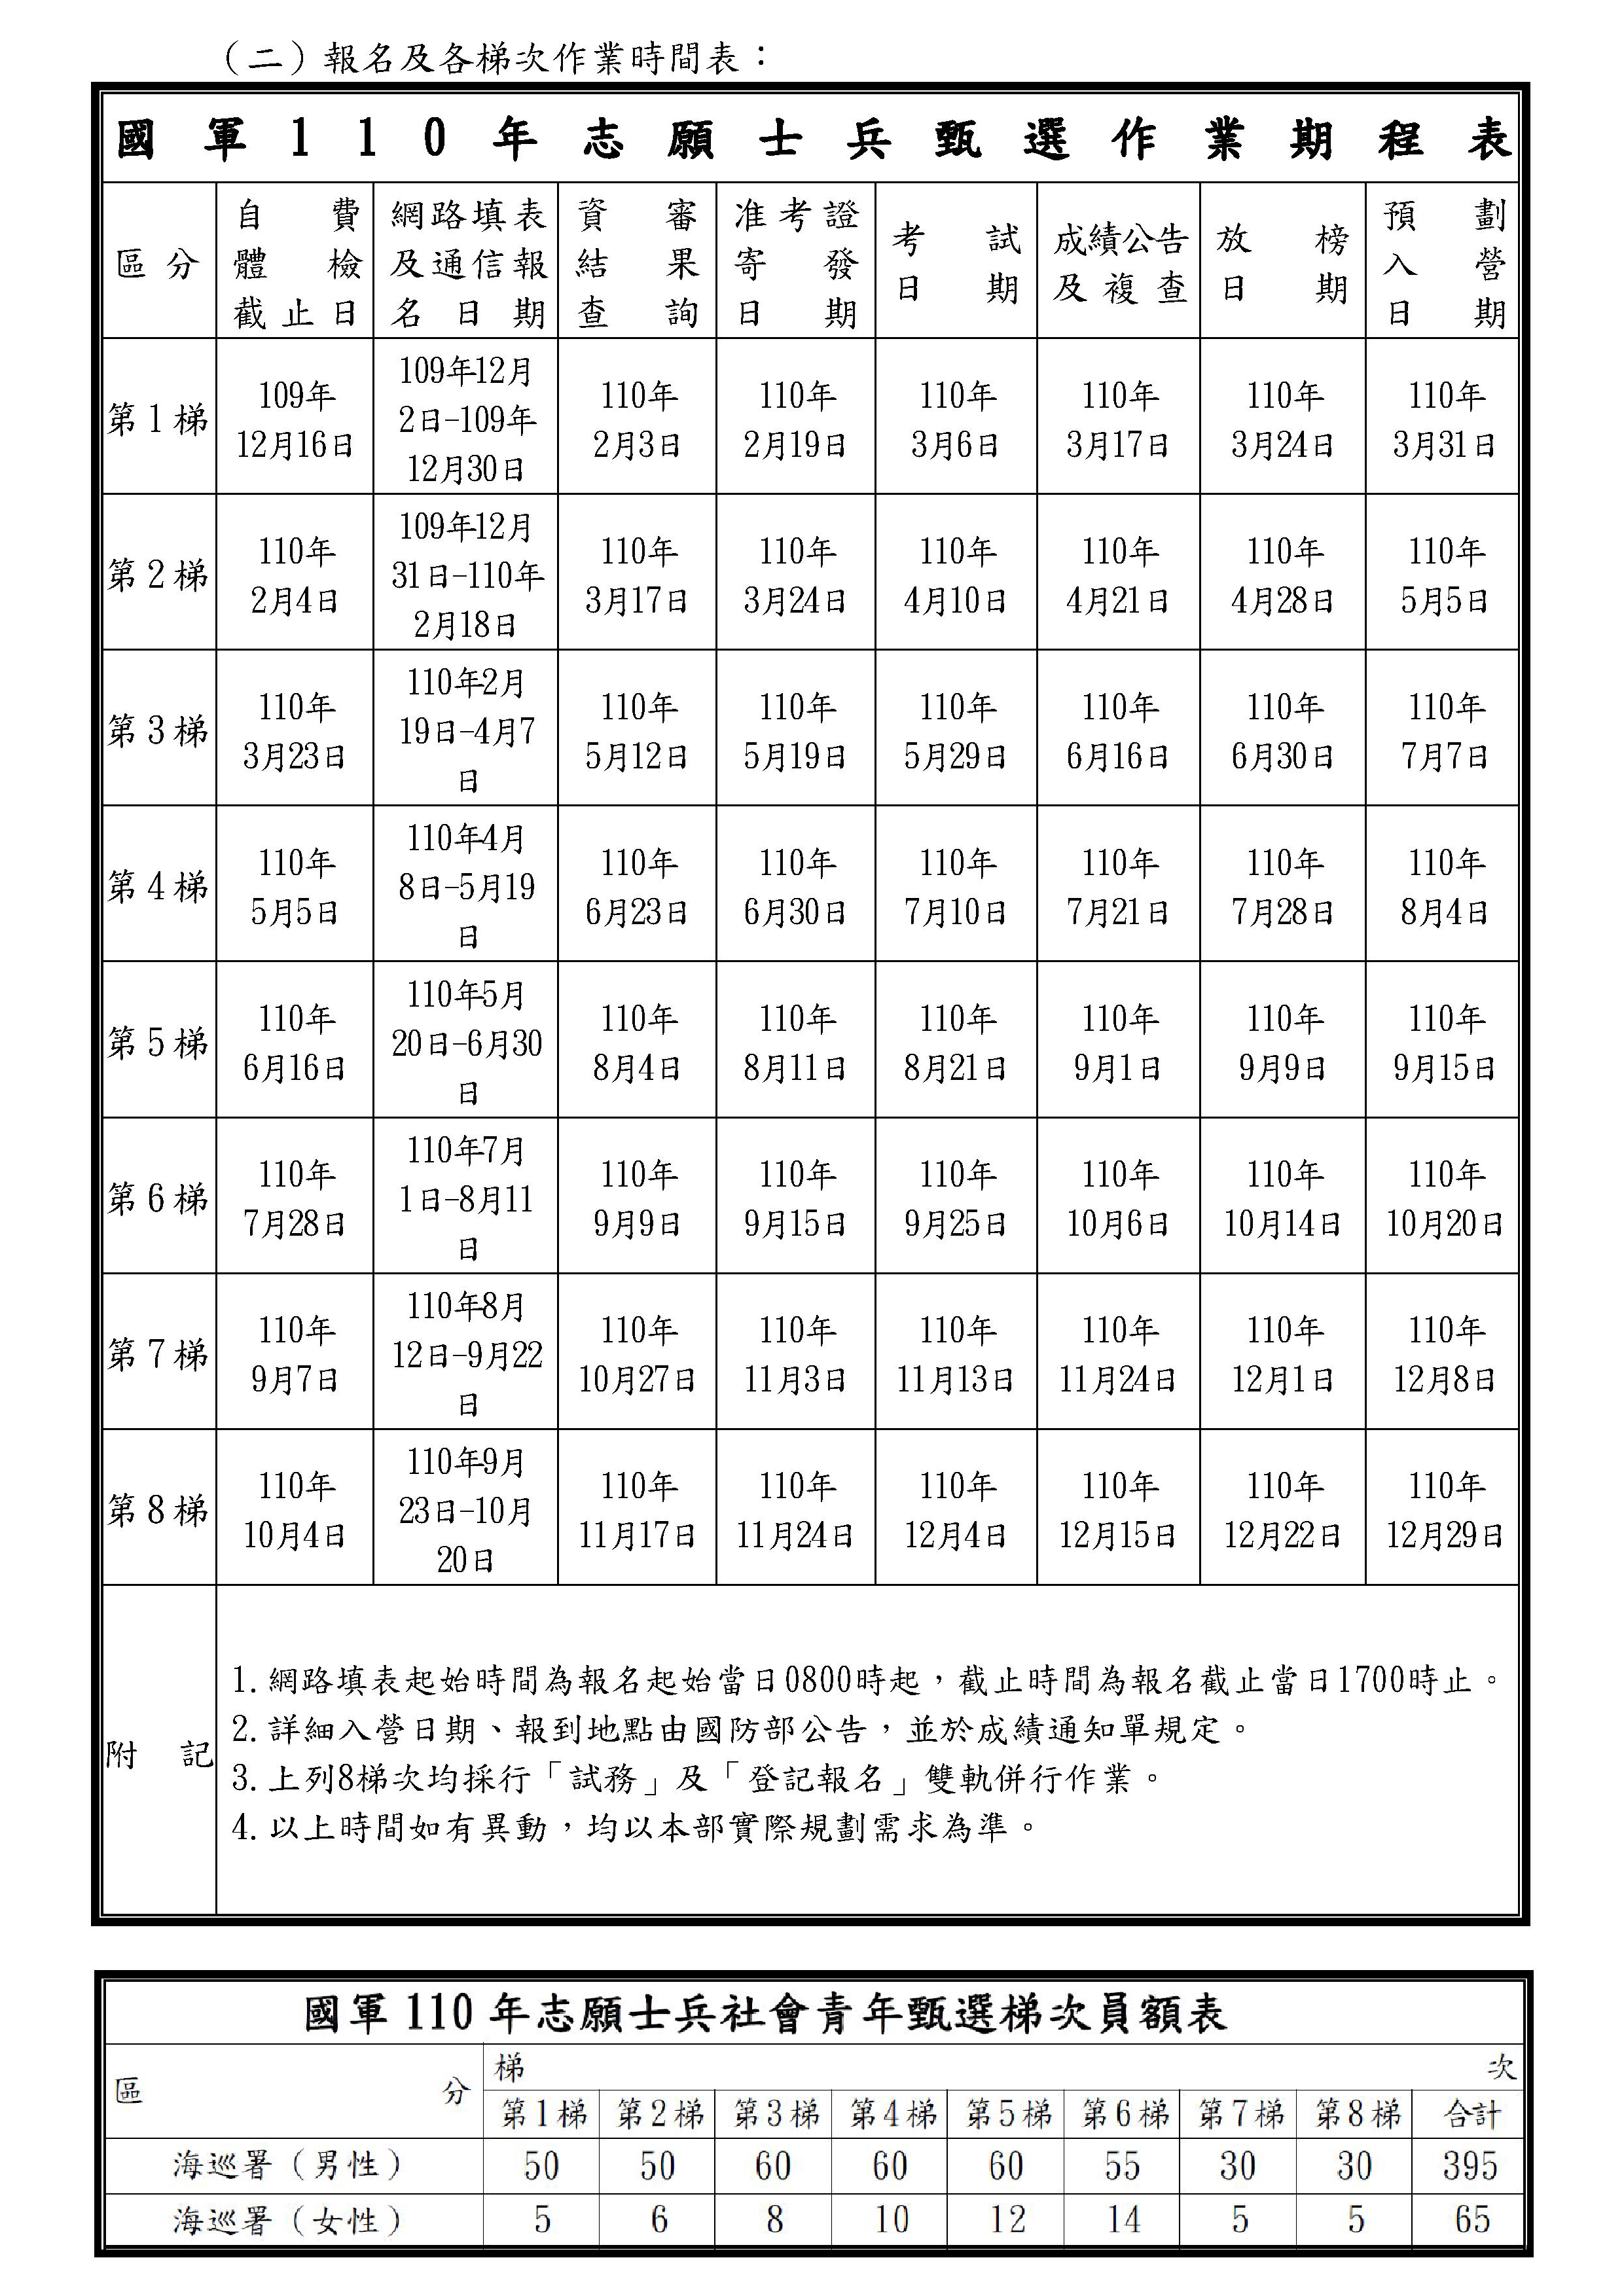 （二）報名及各梯次作業時間表：
國軍110年志願士兵甄選作業期程表
區分 自費體檢截止日 網路填表及通信報名日期 資審結果查詢 准考證寄發日期 考試日期 成績公告及複查 放榜日期 預劃入營日期
第1梯 109年12月16日 109年12月2日-109年12月30日 110年2月3日 110年2月19日 110年3月6日 110年3月17日 110年3月24日 110年3月31日
第2梯 110年2月4日 109年12月31日-110年2月18日 110年3月17日 110年3月24日 110年4月10日 110年4月21日 110年4月28日 110年5月5日
第3梯 110年3月23日 110年2月19日-4月7日 110年5月12日 110年5月19日 110年5月29日 110年6月16日 110年6月30日 110年7月7日
第4梯 110年5月5日 110年4月8日-5月19日 110年6月23日 110年6月30日 110年7月10日 110年7月21日 110年7月28日 110年8月4日
第5梯 110年6月16日 110年5月20日-6月30日 110年8月4日 110年8月11日 110年8月21日 110年9月1日 110年9月9日 110年9月15日
第6梯 110年7月28日 110年7月1日-8月11日 110年9月9日 110年9月15日 110年9月25日 110年10月6日 110年10月14日 110年10月20日
第7梯 110年9月7日 110年8月12日-9月22日 110年10月27日 110年11月3日 110年11月13日 110年11月24日 110年12月1日 110年12月8日
第8梯 110年10月4日 110年9月23日-10月20日 110年11月17日 110年11月24日 110年12月4日 110年12月15日 110年12月22日 110年12月29日
附記
1. 網路填表起始時間為報名起始當日0800時起，截止時間為報名截止當日1700時止。
2. 詳細入營日期、報到地點由國防部公告，並於成績通知單規定。
3. 上列8梯次均採行「試務」及「登記報名」雙軌併行作業。
4. 以上時間如有異動，均以本部實際規劃需求為準。
國軍110年志願士兵社會青年甄選梯次員額表
區分 梯次
第1梯 第2梯 第3梯 第4梯 第5梯 第6梯 第7梯 第8梯 合計
海巡署（男性） 50 50 60 60 60 55 30 30 395
海巡署（女性） 5 6 8 10 12 14 5 5 65